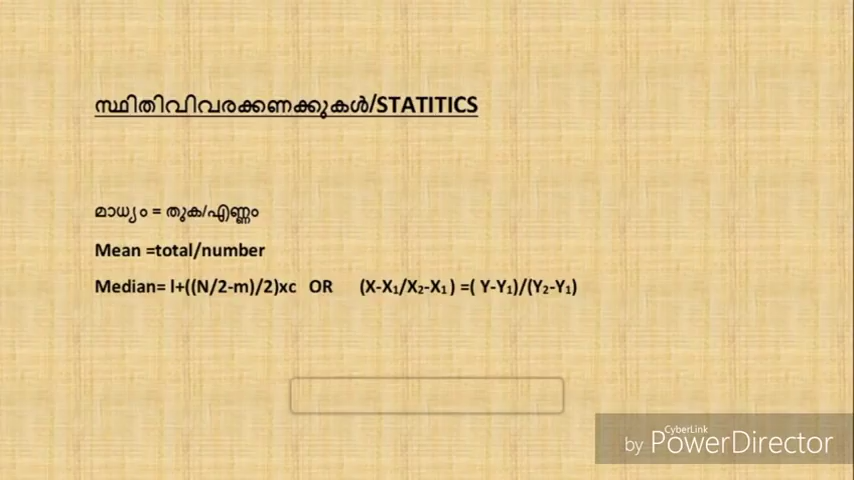 സ്ഥിതിവിവരക്കണക്കുകൾ/STATITICS
മാധ്യം = തുക/എണ്ണം
Mean =total/number
Median= l+((N/2-m)/2)xc OR (X-X₁/X₂-X₁) =( Y-Y₁)/(Y₂-Y₁)
CyberLink
by PowerDirector